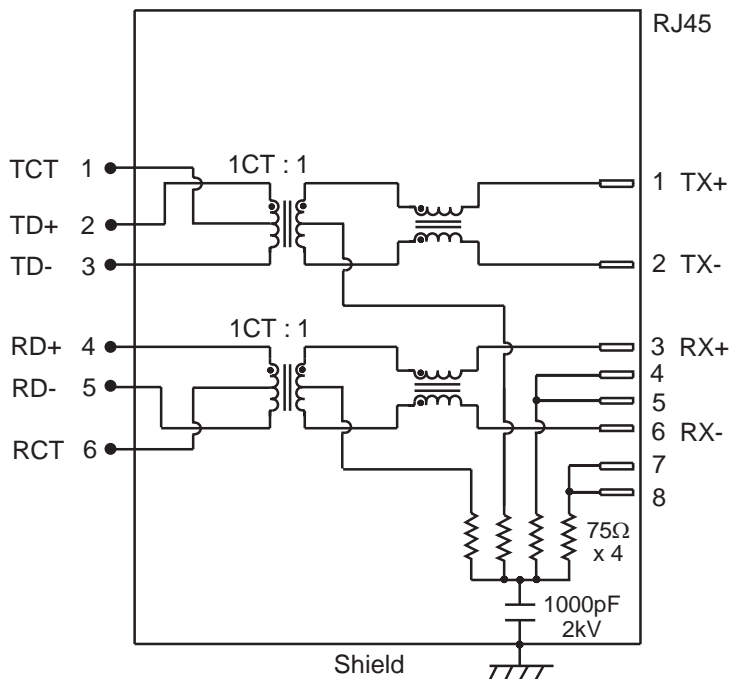 RJ45
TCT 1
1CT : 1
TD+ 2
TD- 3
1 TX+
2 TX-
RD+ 4
1CT : 1
RD- 5
RCT 6
3 RX+
4
5
6 RX-
7
8
75Ω
x 4
1000pF
2kV
Shield